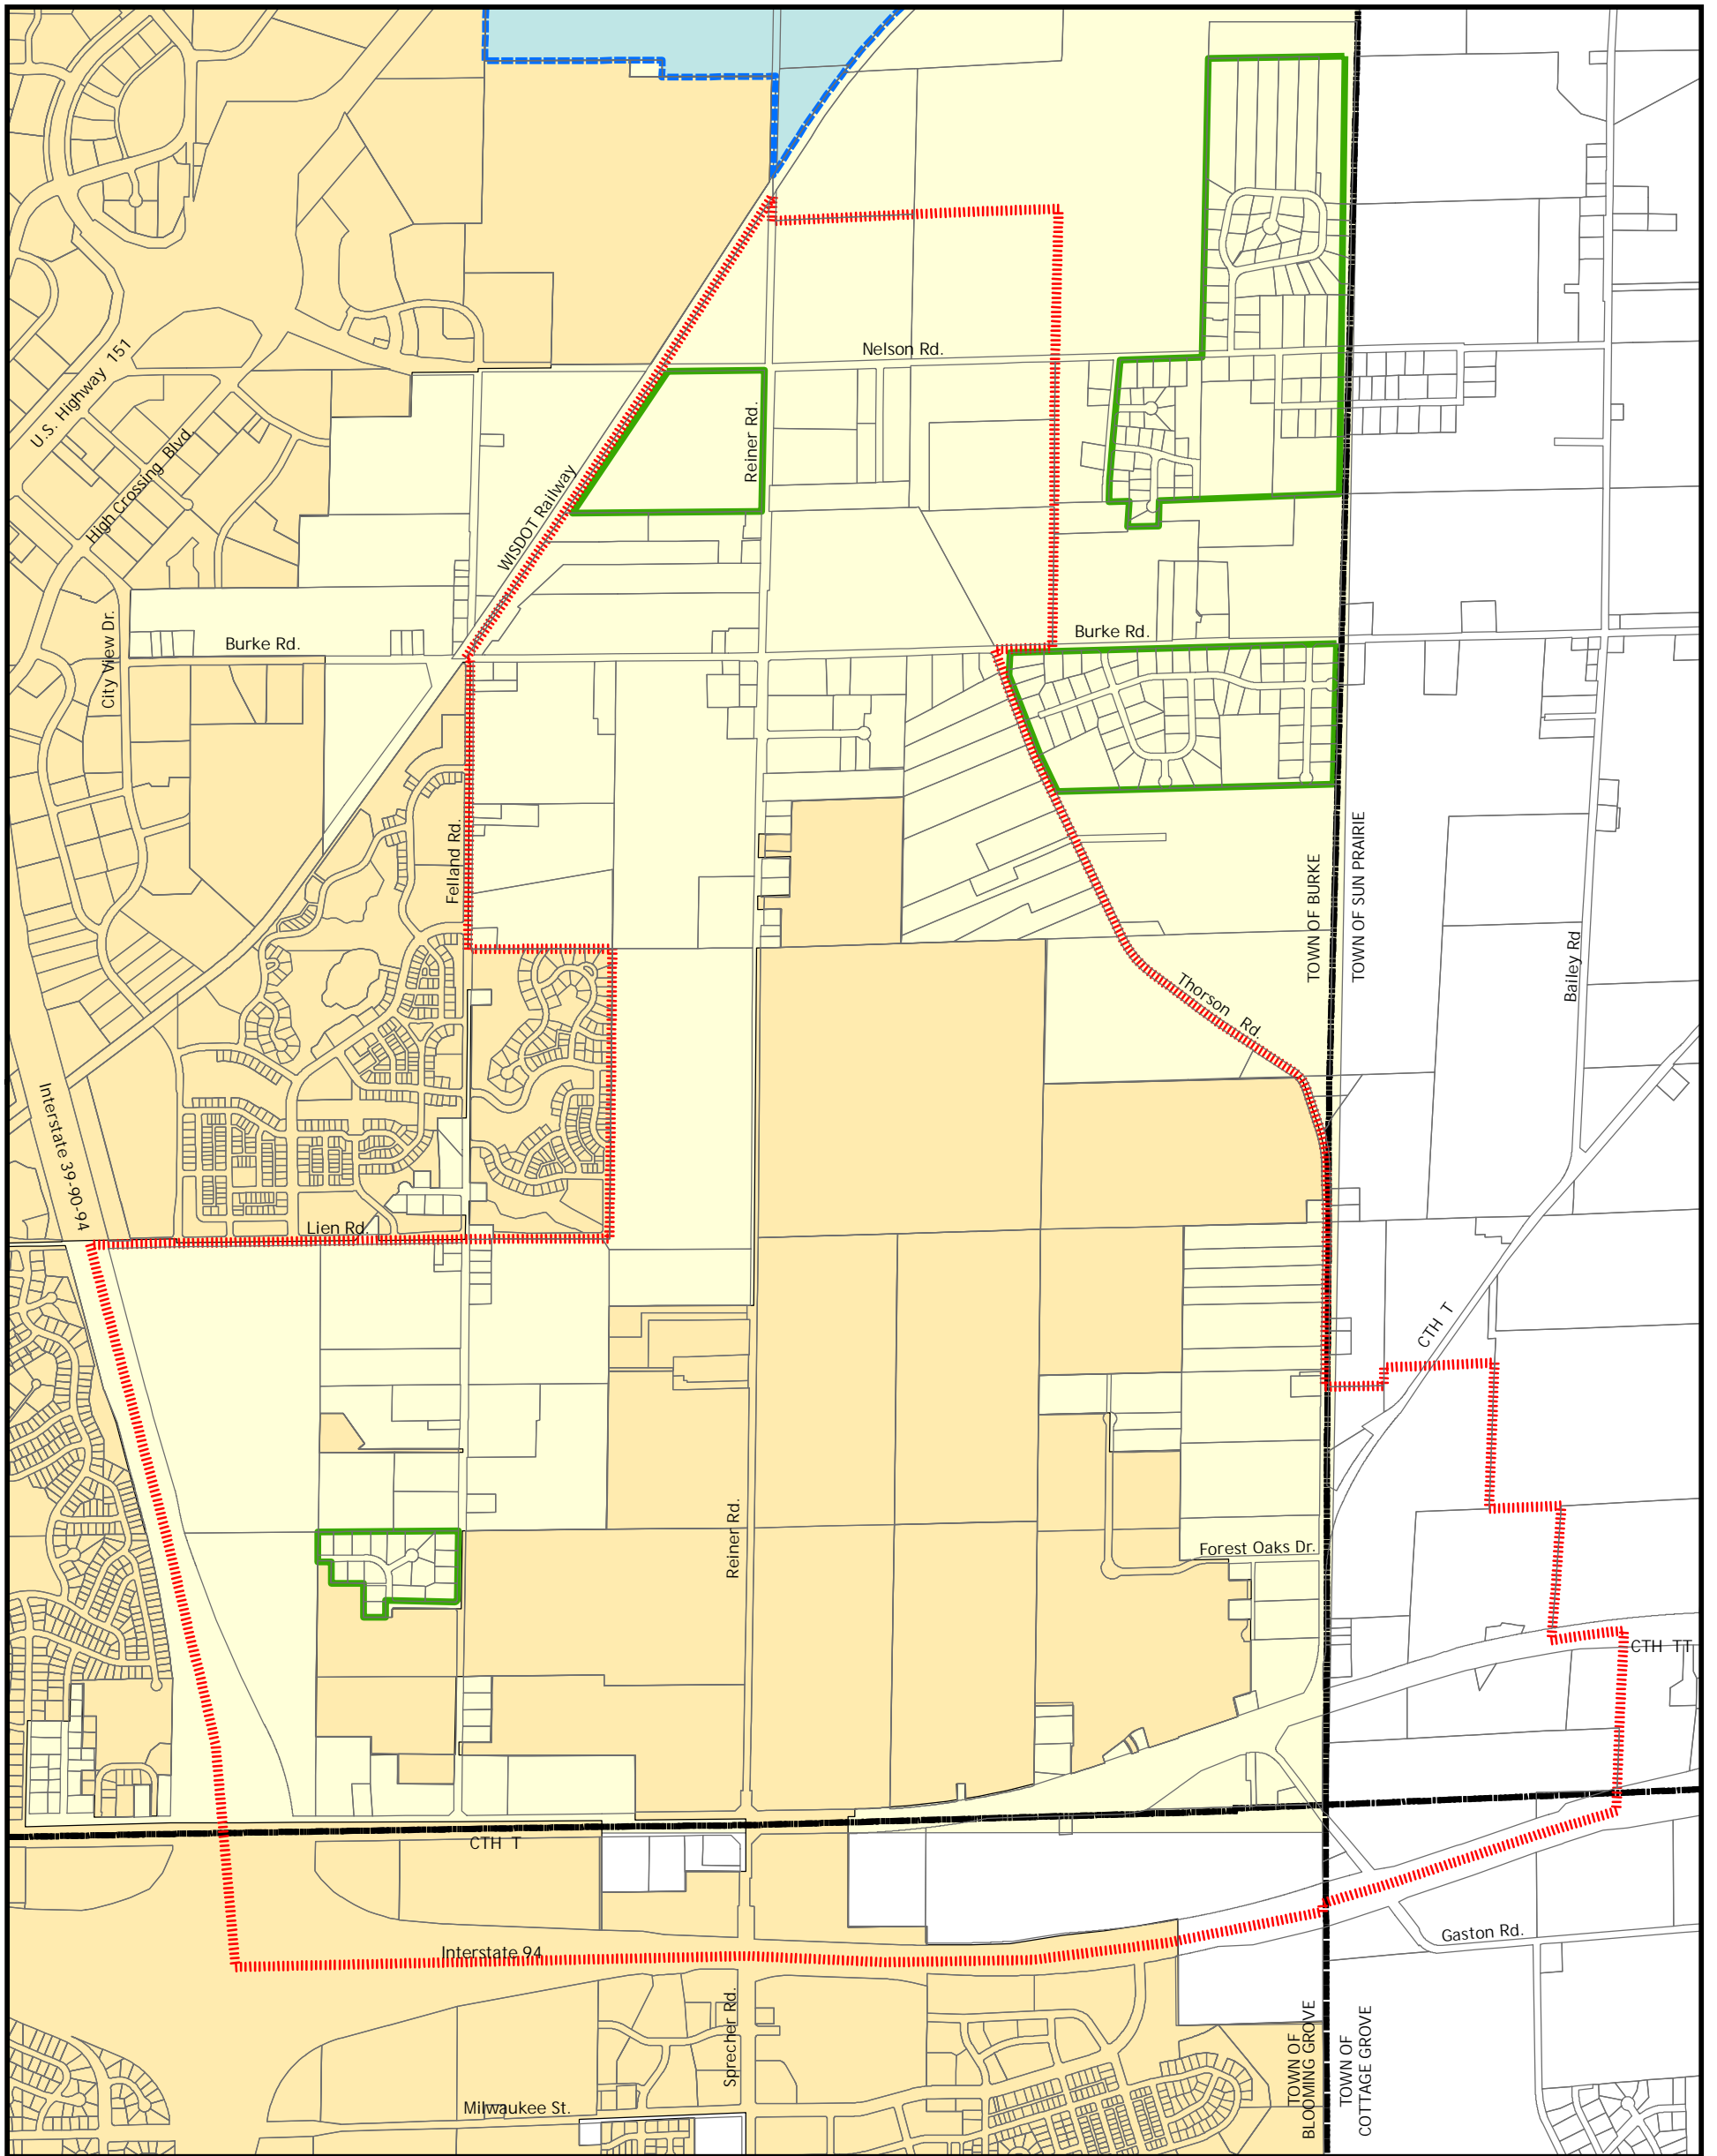 Nelson Rd.
U.S. Highway 151
Reiner Rd.
High Crossing Blvd.
WISDOT Railway
City View Dr.
Burke Rd.
Burke Rd.
Felland Rd.
TOWN OF BURKE
TOWN OF SUN PRAIRIE
Bailey Rd
Thorson Rd.
Interstate 39-90-94
Lien Rd.
CTH T
Reiner Rd.
Forest Oaks Dr.
CTH TT
CTH T
Gaston Rd.
Interstate 94
Sprecher Rd.
TOWN OF
BLOOMING GROVE
TOWN OF
COTTAGE GROVE
Milwaukee St.